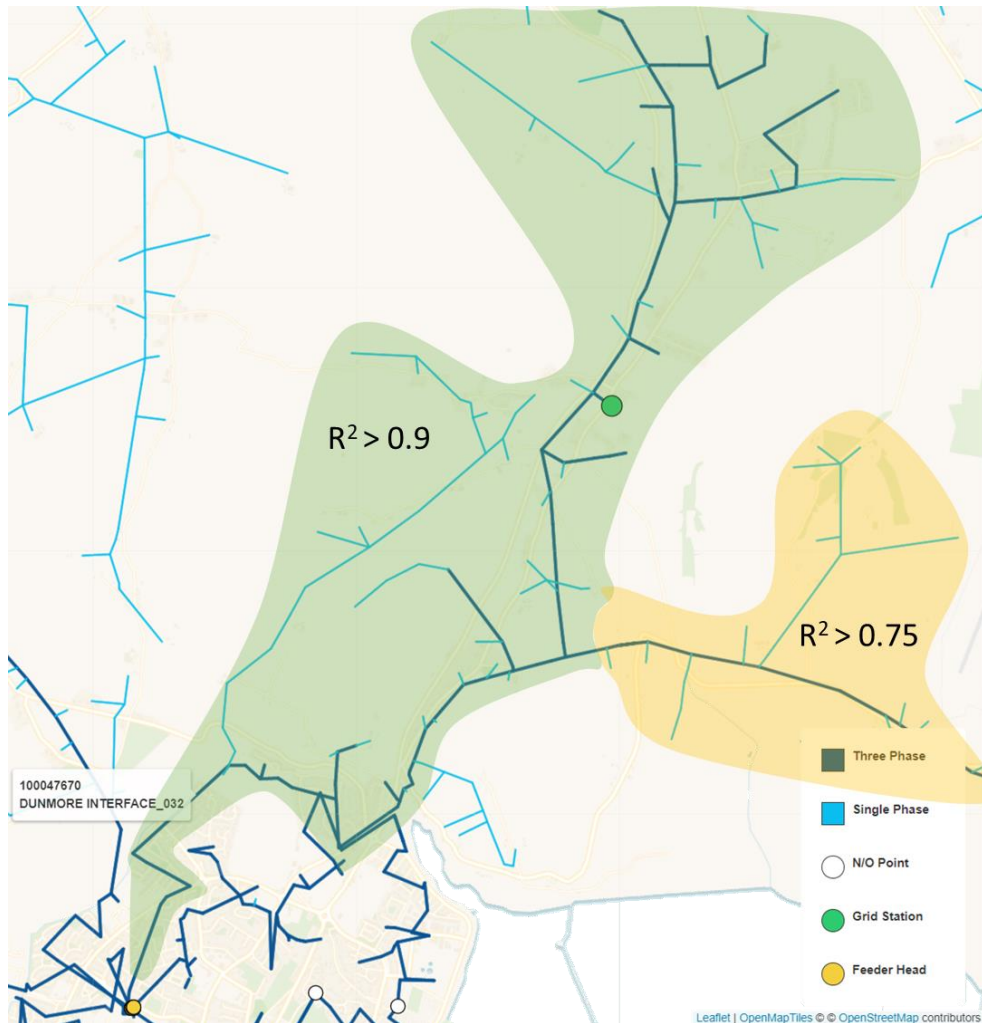 R² > 0.9
R² > 0.75
100047670
DUNMORE INTERFACE_032
Three Phase
Single Phase
N/O Point
Grid Station
Feeder Head
Leaflet | OpenMapTiles © © OpenStreetMap contributors